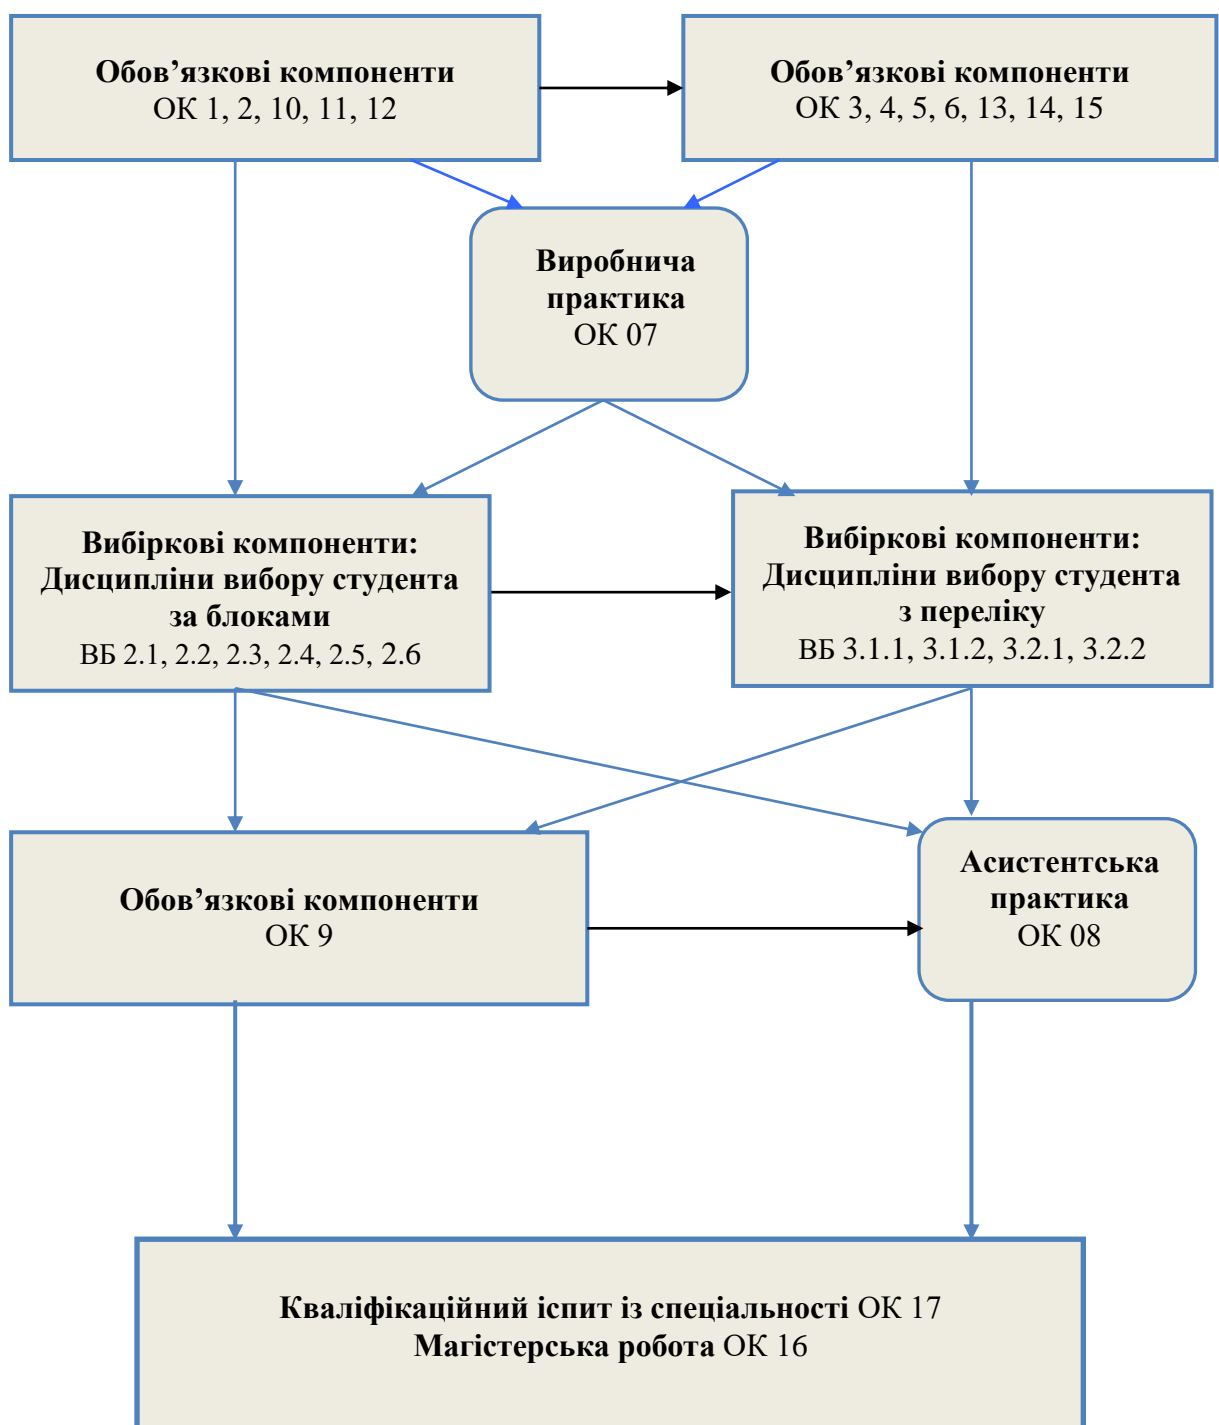 Обов’язкові компоненти
ОК 1, 2, 10, 11, 12
Обов’язкові компоненти
ОК 3, 4, 5, 6, 13, 14, 15
Виробнича
практика
ОК 07
Вибіркові компоненти:
Дисципліни вибору студента
за блоками
ВБ 2.1, 2.2, 2.3, 2.4, 2.5, 2.6
Вибіркові компоненти:
Дисципліни вибору студента
з переліку
ВБ 3.1.1, 3.1.2, 3.2.1, 3.2.2
Обов’язкові компоненти
ОК 9
Асистентська
практика
ОК 08
Кваліфікаційний іспит із спеціальності ОК 17
Магістерська робота ОК 16